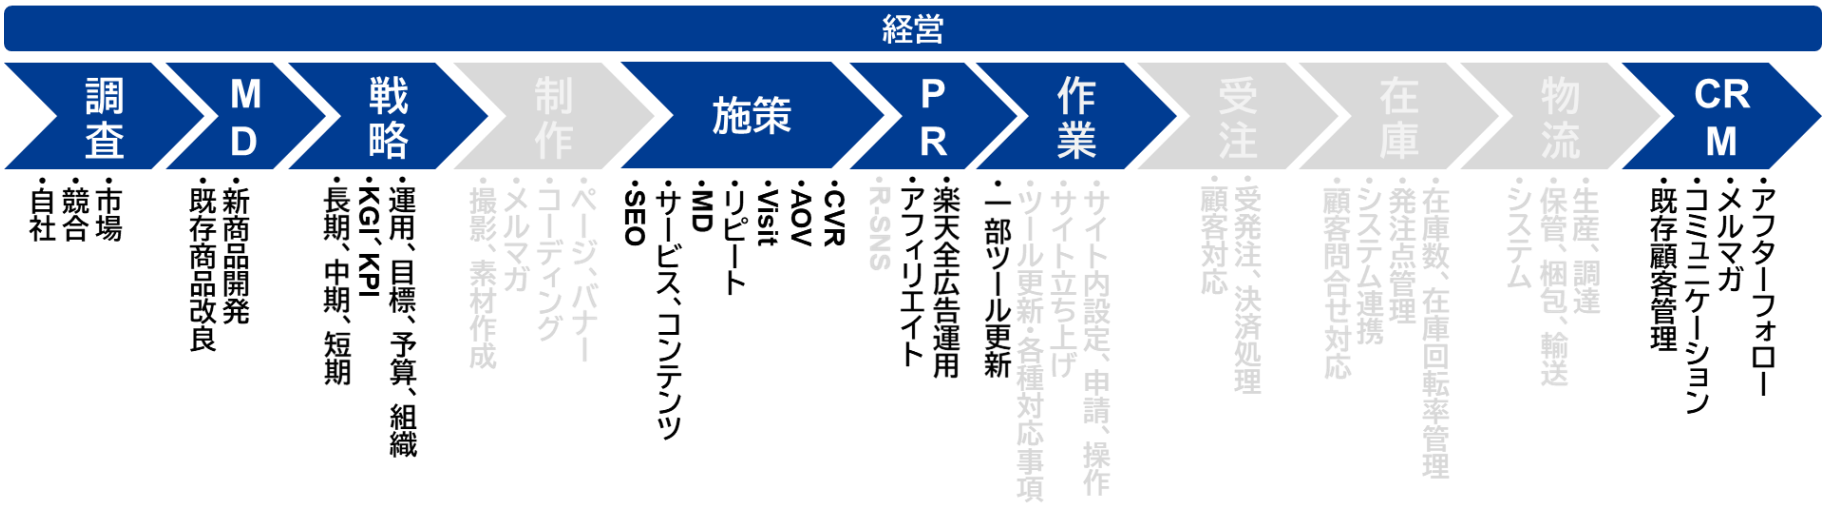 経営
調査
・市場
・競合
・自社
MD
・新商品開発
・既存商品改良
戦略
・運用、目標、予算、組織
・KGI、KPI
・長期、中期、短期
制作
・ページ、バナー
・コーディング
・メルマガ
・撮影、素材作成
施策
・CVR
・AOV
・Visit
・リピート
・MD
・サービス、コンテンツ
・SEO
PR
・楽天全広告運用
・アフィリエイト
・R-SNS
作業
・サイト内設定、申請、操作
・サイト立ち上げ
・ツール更新・各種対応事項
・一部ツール更新
受注
・受発注、決済処理
・顧客対応
在庫
・在庫数、在庫回転率管理
・発注点管理
・システム連携
・顧客問合せ対応
物流
・生産、調達
・保管、梱包、輸送
・システム
CRM
・アフターフォロー
・メルマガ
・コミュニケーション
・既存顧客管理